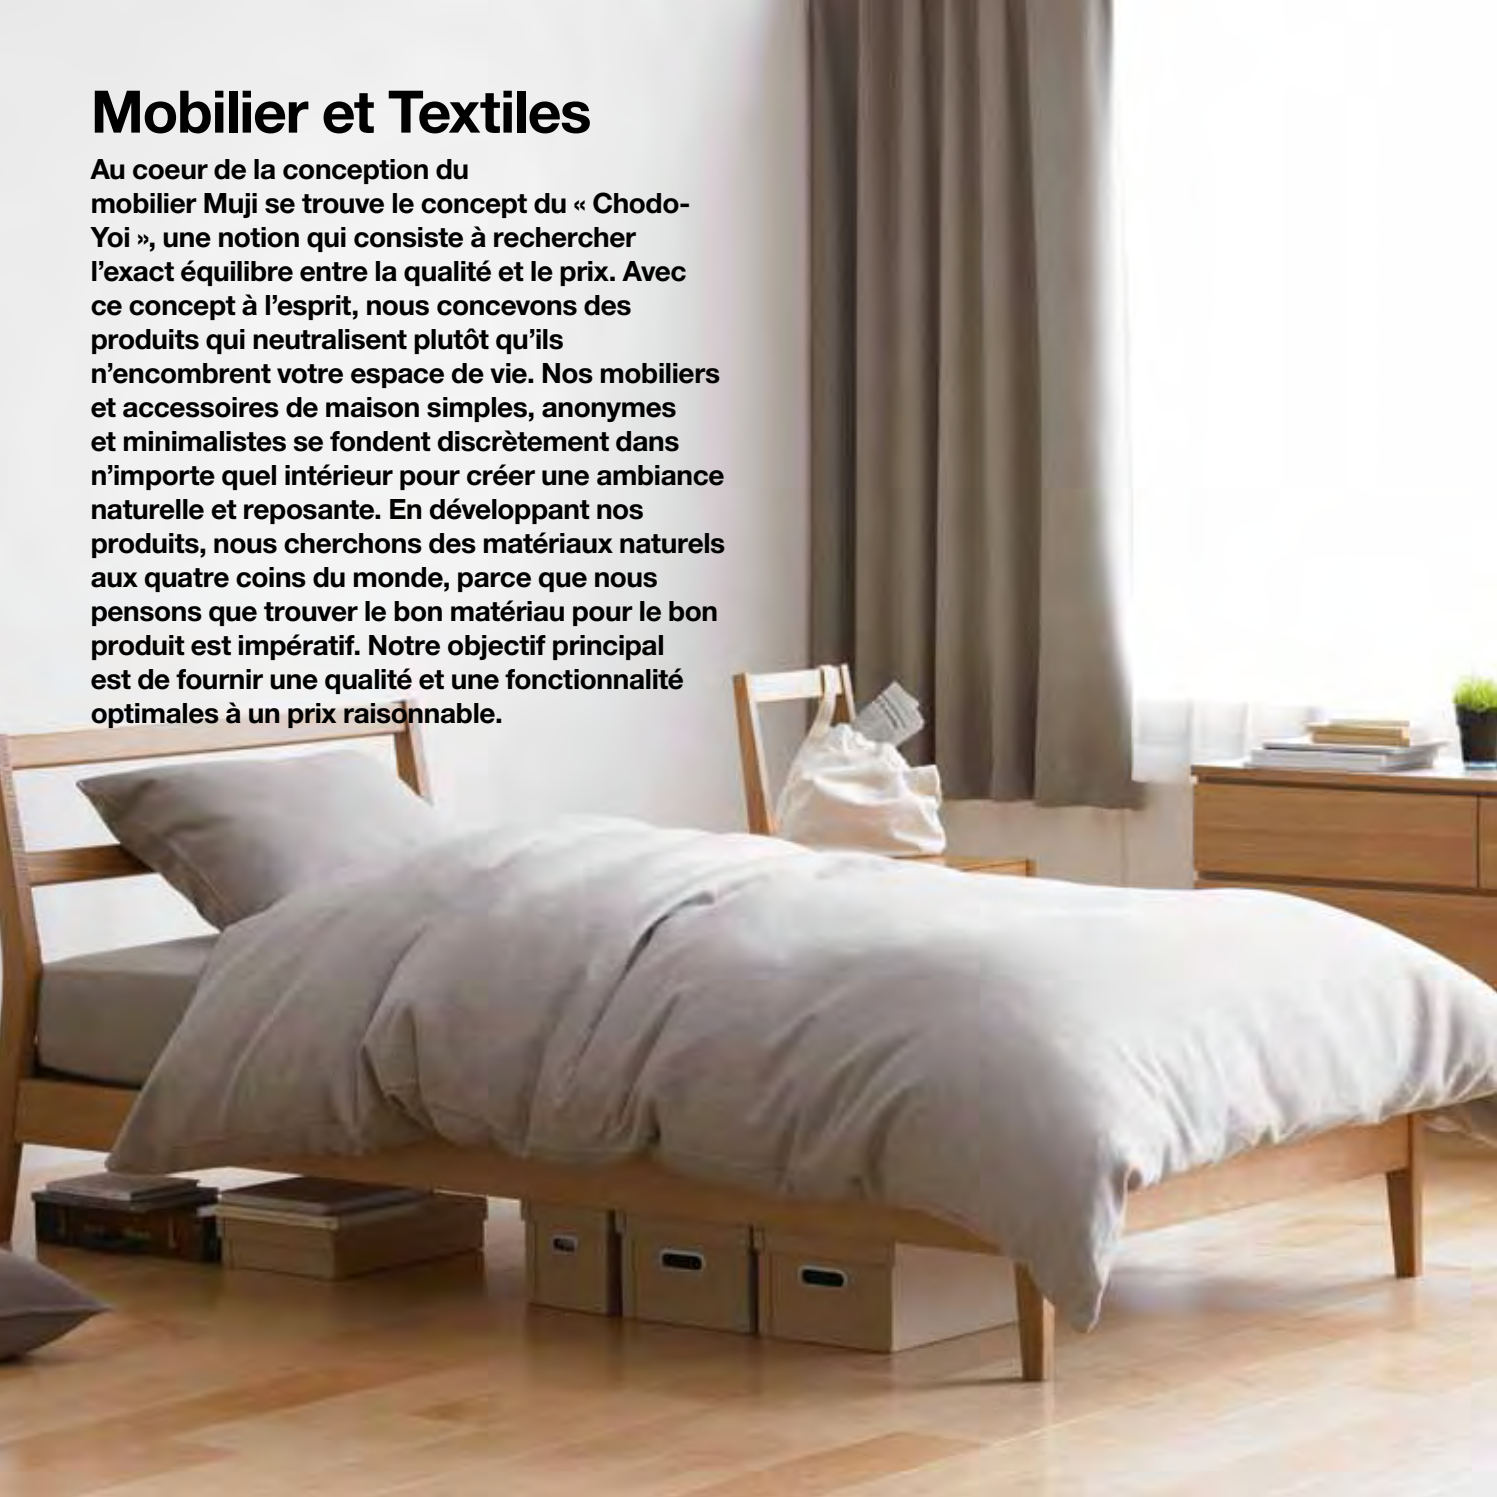 Mobilier et Textiles
Au coeur de la conception du
mobilier Muji se trouve le concept du « Chodo-
Yoi », une notion qui consiste à rechercher
l’exact équilibre entre la qualité et le prix. Avec
ce concept à l’esprit, nous concevons des
produits qui neutralisent plutôt qu’ils
n’encombrent votre espace de vie. Nos mobiliers
et accessoires de maison simples, anonymes
et minimalistes se fondent discrètement dans
n’importe quel intérieur pour créer une ambiance
naturelle et reposante. En développant nos
produits, nous cherchons des matériaux naturels
aux quatre coins du monde, parce que nous
pensons que trouver le bon matériau pour le bon
produit est impératif. Notre objectif principal
est de fournir une qualité et une fonctionnalité
optimales à un prix raisonnable.